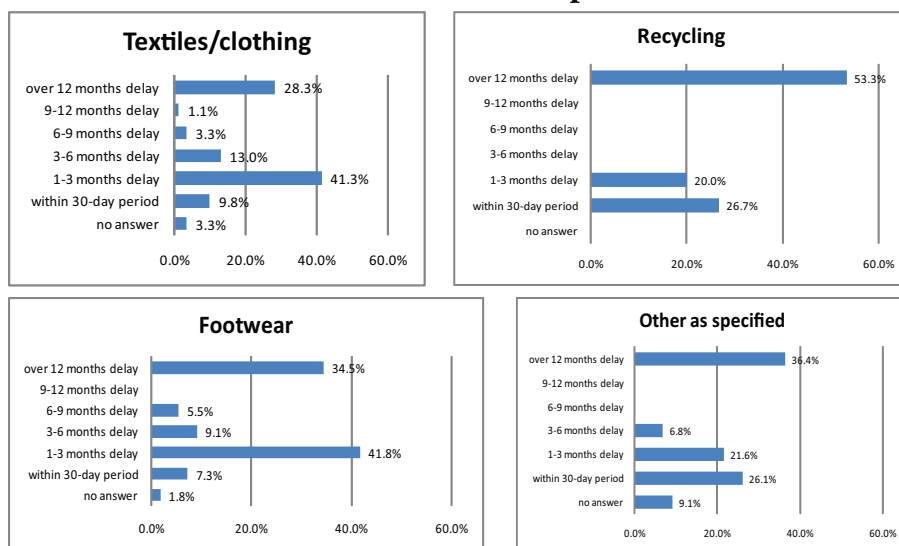 Textiles/clothing
over 12 months delay 28.3%
9-12 months delay 1.1%
6-9 months delay 3.3%
3-6 months delay 13.0%
1-3 months delay 41.3%
within 30-day period 9.8%
no answer 3.3%
0.0% 20.0% 40.0% 60.0%
Recycling
over 12 months delay 53.3%
9-12 months delay
6-9 months delay
3-6 months delay
1-3 months delay 20.0%
within 30-day period 26.7%
no answer
0.0% 20.0% 40.0% 60.0%
Footwear
over 12 months delay 34.5%
9-12 months delay
6-9 months delay 5.5%
3-6 months delay 9.1%
1-3 months delay 41.8%
within 30-day period 7.3%
no answer 1.8%
0.0% 20.0% 40.0% 60.0%
Other as specified
over 12 months delay 36.4%
9-12 months delay
6-9 months delay
3-6 months delay 6.8%
1-3 months delay 21.6%
within 30-day period 26.1%
no answer 9.1%
0.0% 20.0% 40.0% 60.0%